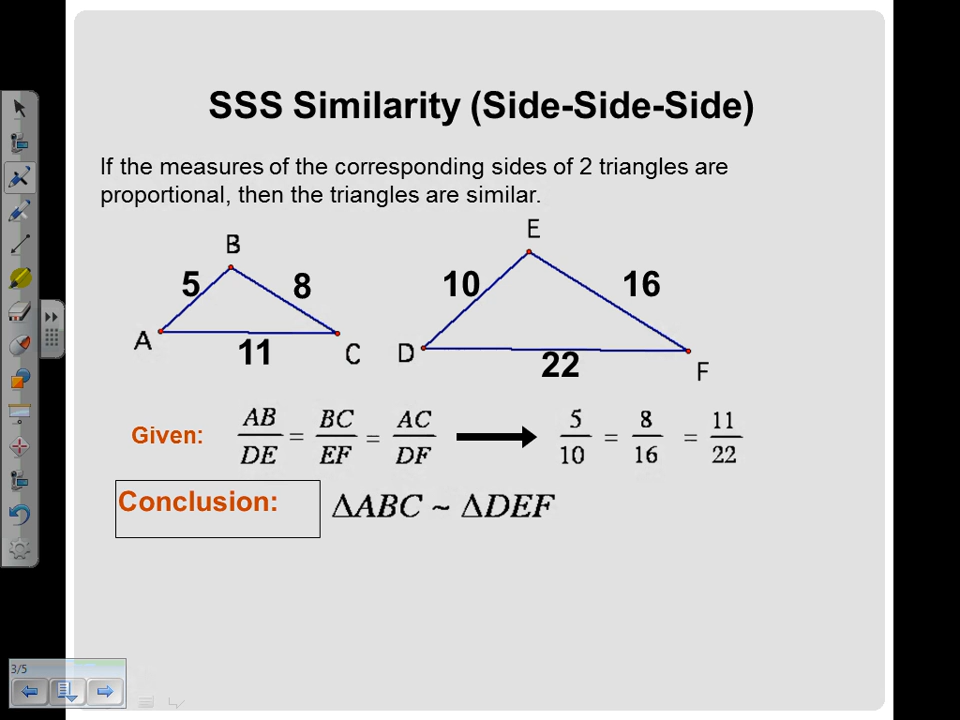 SSS Similarity (Side-Side-Side)
If the measures of the corresponding sides of 2 triangles are
proportional, then the triangles are similar.
B
E
5
8
10
16
A
11
C
D
22
F
Given: AB/DE = BC/EF = AC/DF 5/10 = 8/16 = 11/22
Conclusion: ΔABC ~ ΔDEF
3/5